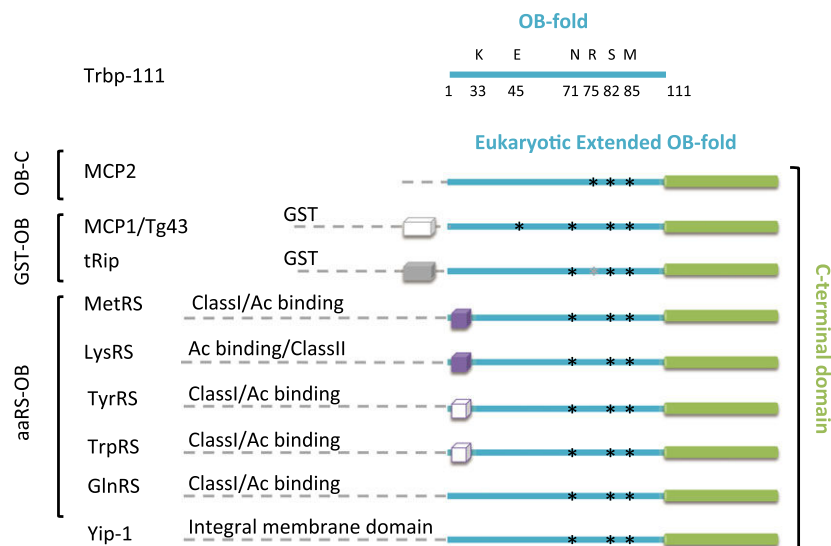 OB-fold
K E N R S M
Trbp-111
1 33 45 71 75 82 85 111
Eukaryotic Extended OB-fold
OB-C
MCP2
* * *
GST-OB
MCP1/Tg43
GST
* * * *
tRip
GST
* * * *
aaRS-OB
MetRS
ClassI/Ac binding
* * *
LysRS
Ac binding/ClassII
* * *
TyrRS
ClassI/Ac binding
* * *
TrpRS
ClassI/Ac binding
* * *
GlnRS
ClassI/Ac binding
* * *
Yip-1
Integral membrane domain
* * *
C-terminal domain